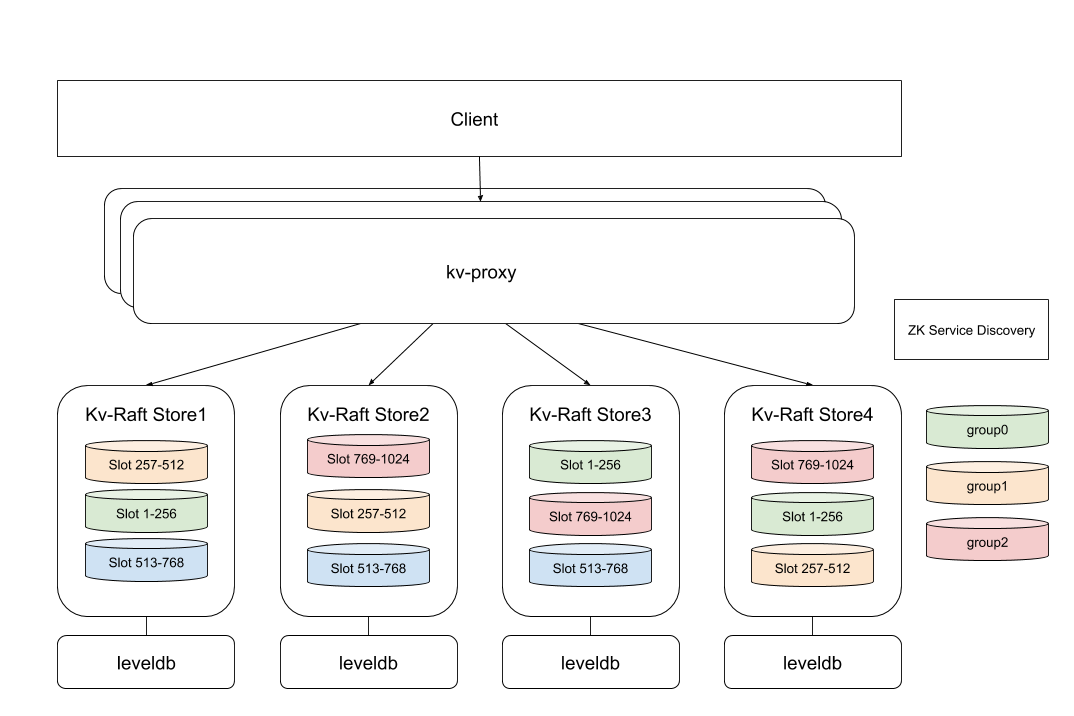 Client
kv-proxy
ZK Service Discovery
Kv-Raft Store1
Slot 257-512
Slot 1-256
Slot 513-768
Kv-Raft Store2
Slot 769-1024
Slot 257-512
Slot 513-768
Kv-Raft Store3
Slot 1-256
Slot 769-1024
Slot 513-768
Kv-Raft Store4
Slot 769-1024
Slot 1-256
Slot 257-512
group0
group1
group2
leveldb
leveldb
leveldb
leveldb